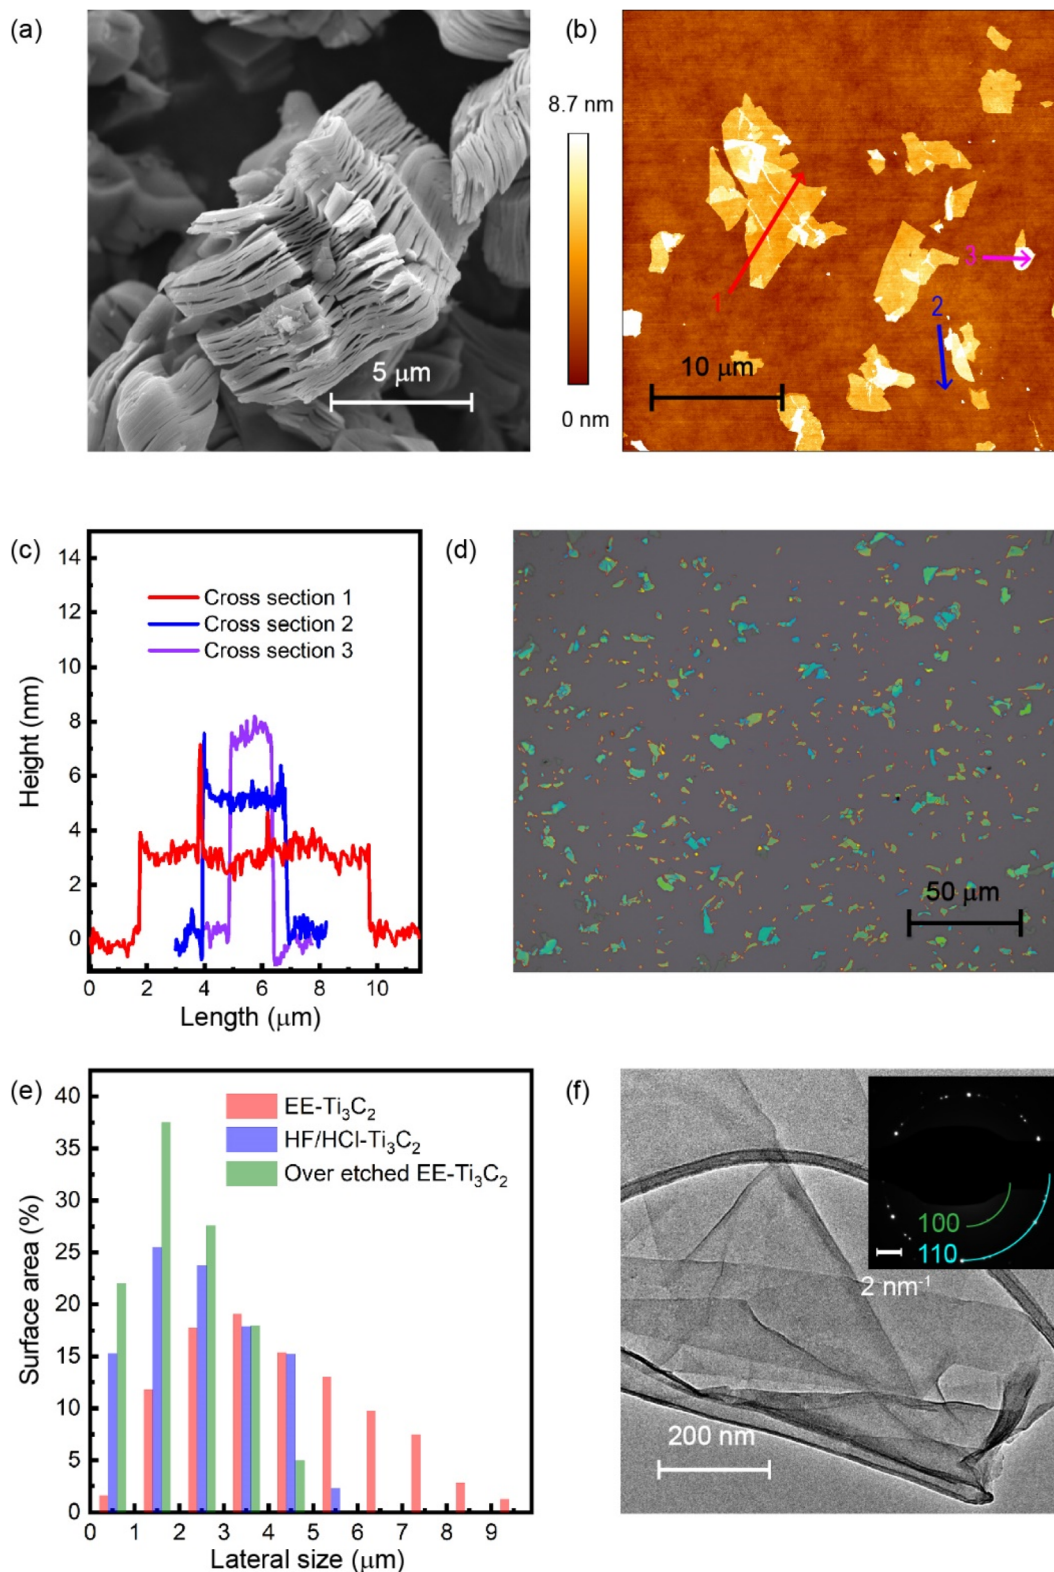 (a)
5 μm
(b)
8.7 nm
0 nm
1
2
3
10 μm
(c)
14
12
10
8
6
4
2
0
Height (nm)
Cross section 1
Cross section 2
Cross section 3
0 2 4 6 8 10
Length (μm)
(d)
50 μm
(e)
40
35
30
25
20
15
10
5
0
Surface area (%)
EE-Ti₃C₂
HF/HCl-Ti₃C₂
Over etched EE-Ti₃C₂
0 1 2 3 4 5 6 7 8 9
Lateral size (μm)
(f)
100
110
2 nm⁻¹
200 nm